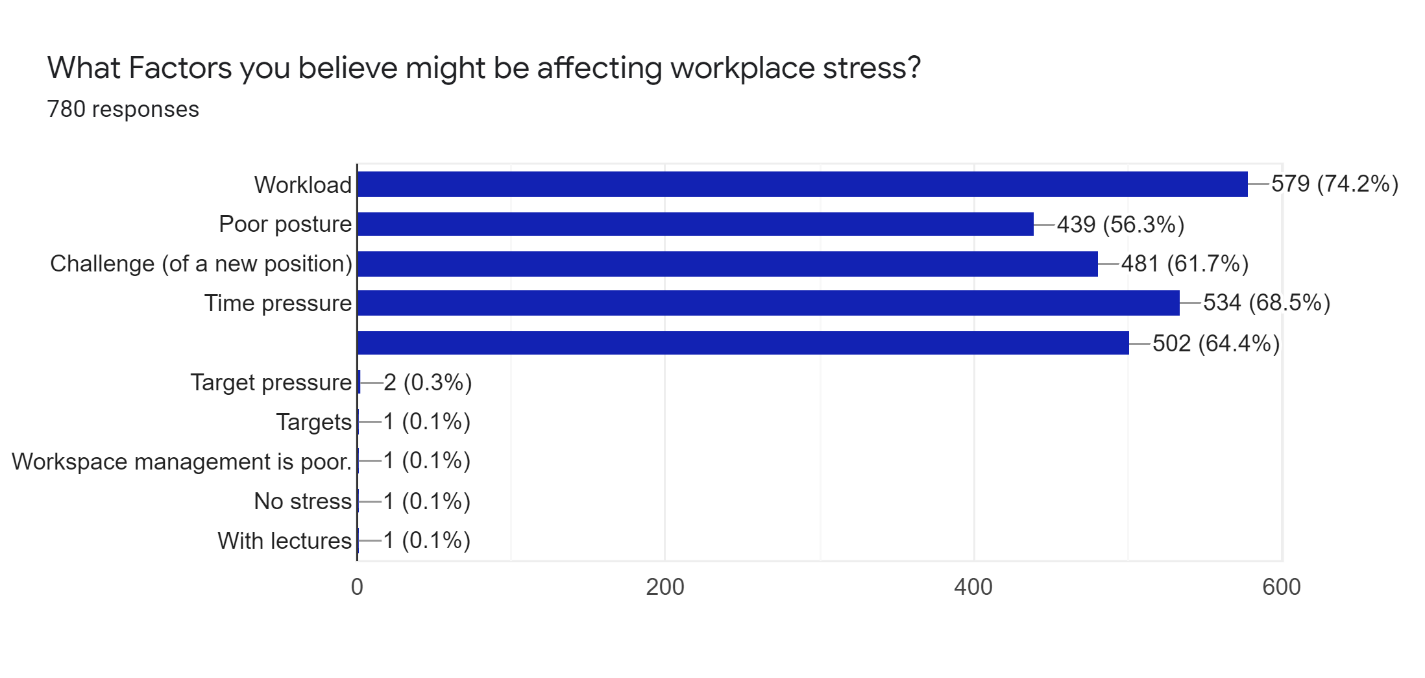 What Factors you believe might be affecting workplace stress?
780 responses
Workload 579 (74.2%)
Poor posture 439 (56.3%)
Challenge (of a new position) 481 (61.7%)
Time pressure 534 (68.5%)
502 (64.4%)
Target pressure 2 (0.3%)
Targets 1 (0.1%)
Workspace management is poor. 1 (0.1%)
No stress 1 (0.1%)
With lectures 1 (0.1%)
0 200 400 600